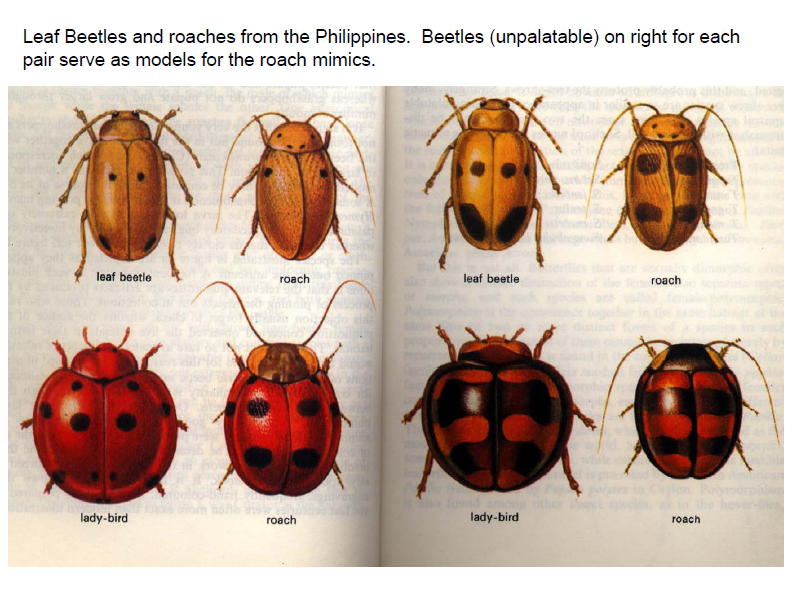 Leaf Beetles and roaches from the Philippines.  Beetles (unpalatable) on right for each
pair serve as models for the roach mimics.
leaf beetle
roach
leaf beetle
roach
lady-bird
roach
lady-bird
roach